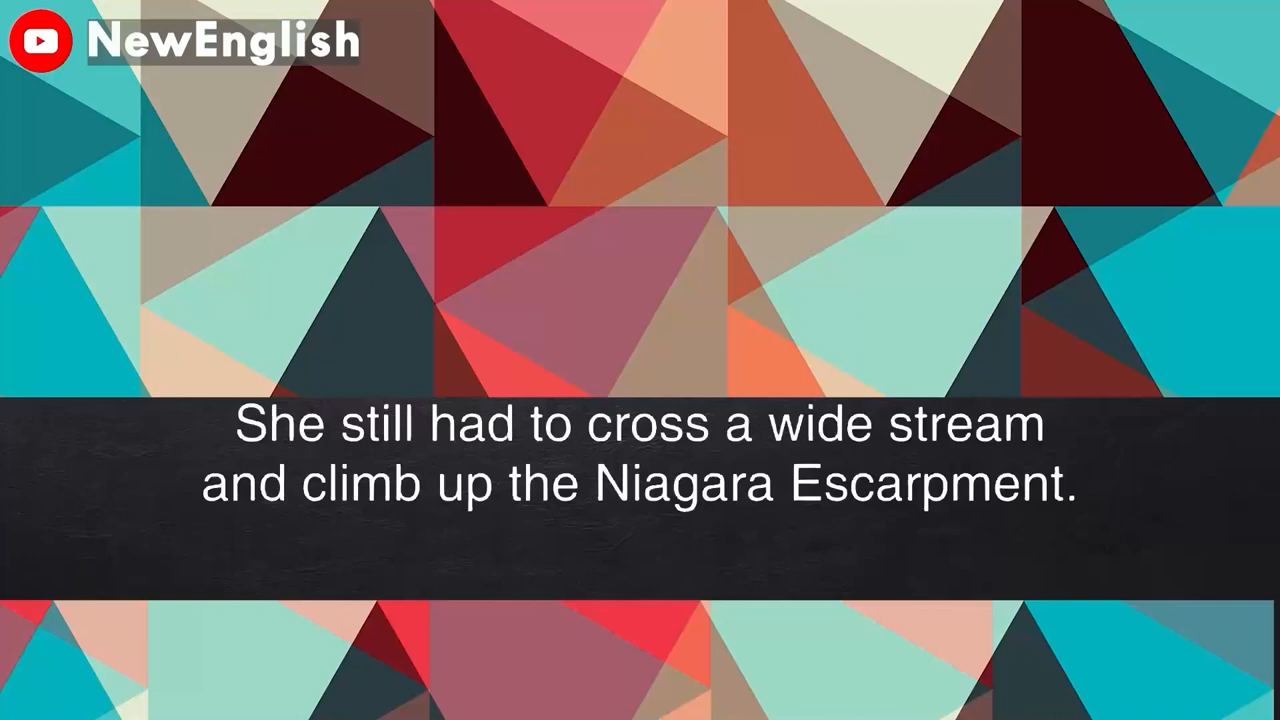 NewEnglish
She still had to cross a wide stream
and climb up the Niagara Escarpment.